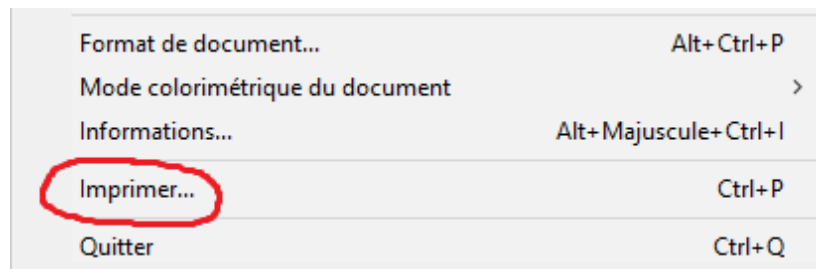 Format de document... Alt+Ctrl+P
Mode colorimétrique du document >
Informations... Alt+Majuscule+Ctrl+I
Imprimer... Ctrl+P
Quitter Ctrl+Q